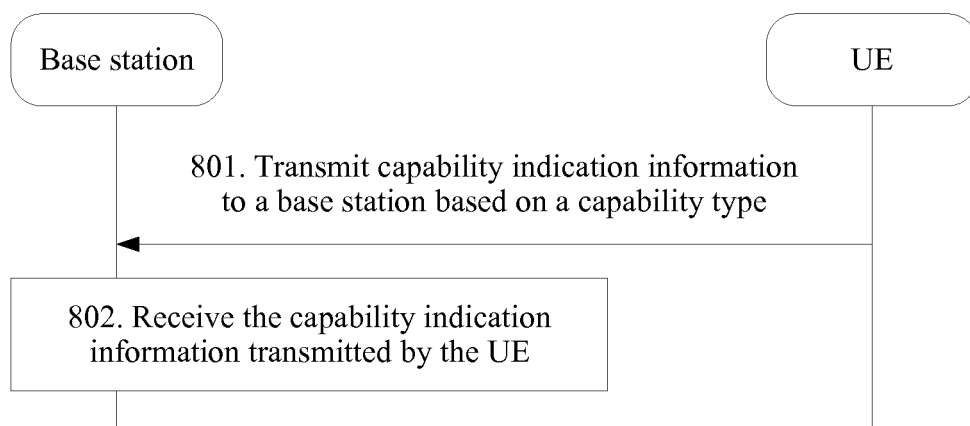 Base station
UE
801. Transmit capability indication information
to a base station based on a capability type
802. Receive the capability indication
information transmitted by the UE